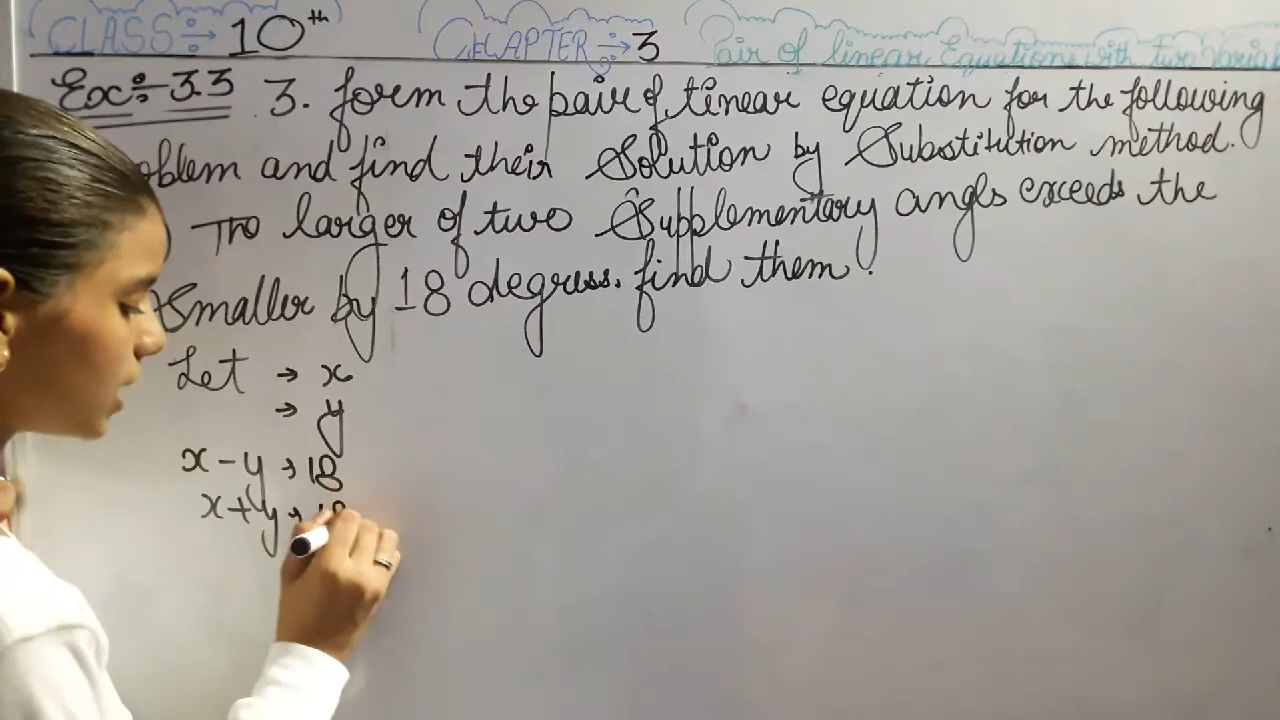 CLASS÷→ 10th CHAPTER÷→3 Pair of linear Equations with two Varia
Ex÷-3.3 3. form the pair of linear equation for the following
oblem and find their Solution by Substitution method.
) The larger of two Supplementary angls exceeds the
Smaller by 18 degress. find them.
Let → x
→ y
x - y → 18
x + y → 18